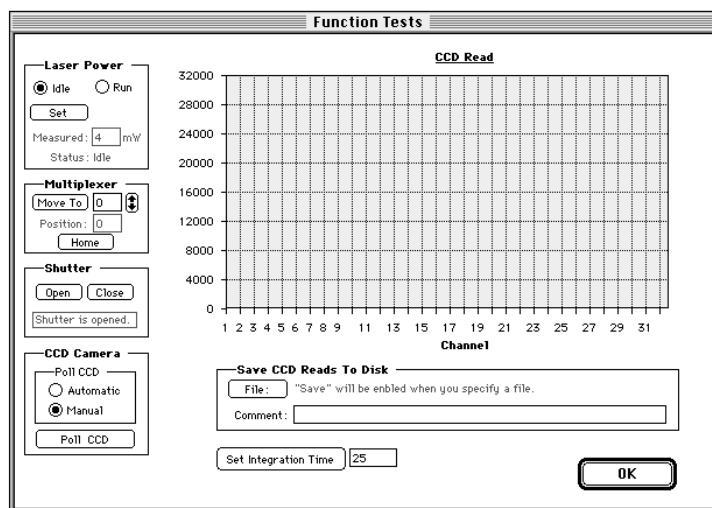 Function Tests
Laser Power
Idle Run
Set
Measured: 4 mW
Status: Idle
Multiplexer
Move To 0
Position: 0
Home
Shutter
Open Close
Shutter is opened.
CCD Camera
Poll CCD
Automatic
Manual
Poll CCD
CCD Read
32000
28000
24000
20000
16000
12000
8000
4000
0
1 2 3 4 5 6 7 8 9 11 13 15 17 19 21 23 25 27 29 31
Channel
Save CCD Reads To Disk
File: "Save" will be enbled when you specify a file.
Comment:
Set Integration Time 25
OK